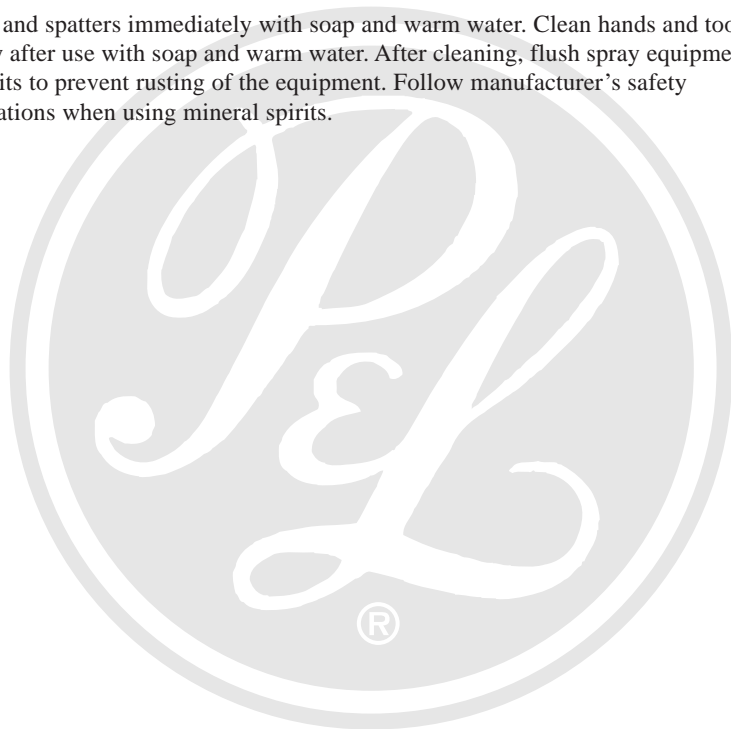 and spatters immediately with soap and warm water. Clean hands and too
after use with soap and warm water. After cleaning, flush spray equipme
its to prevent rusting of the equipment. Follow manufacturer’s safety
ations when using mineral spirits.
P&L
®